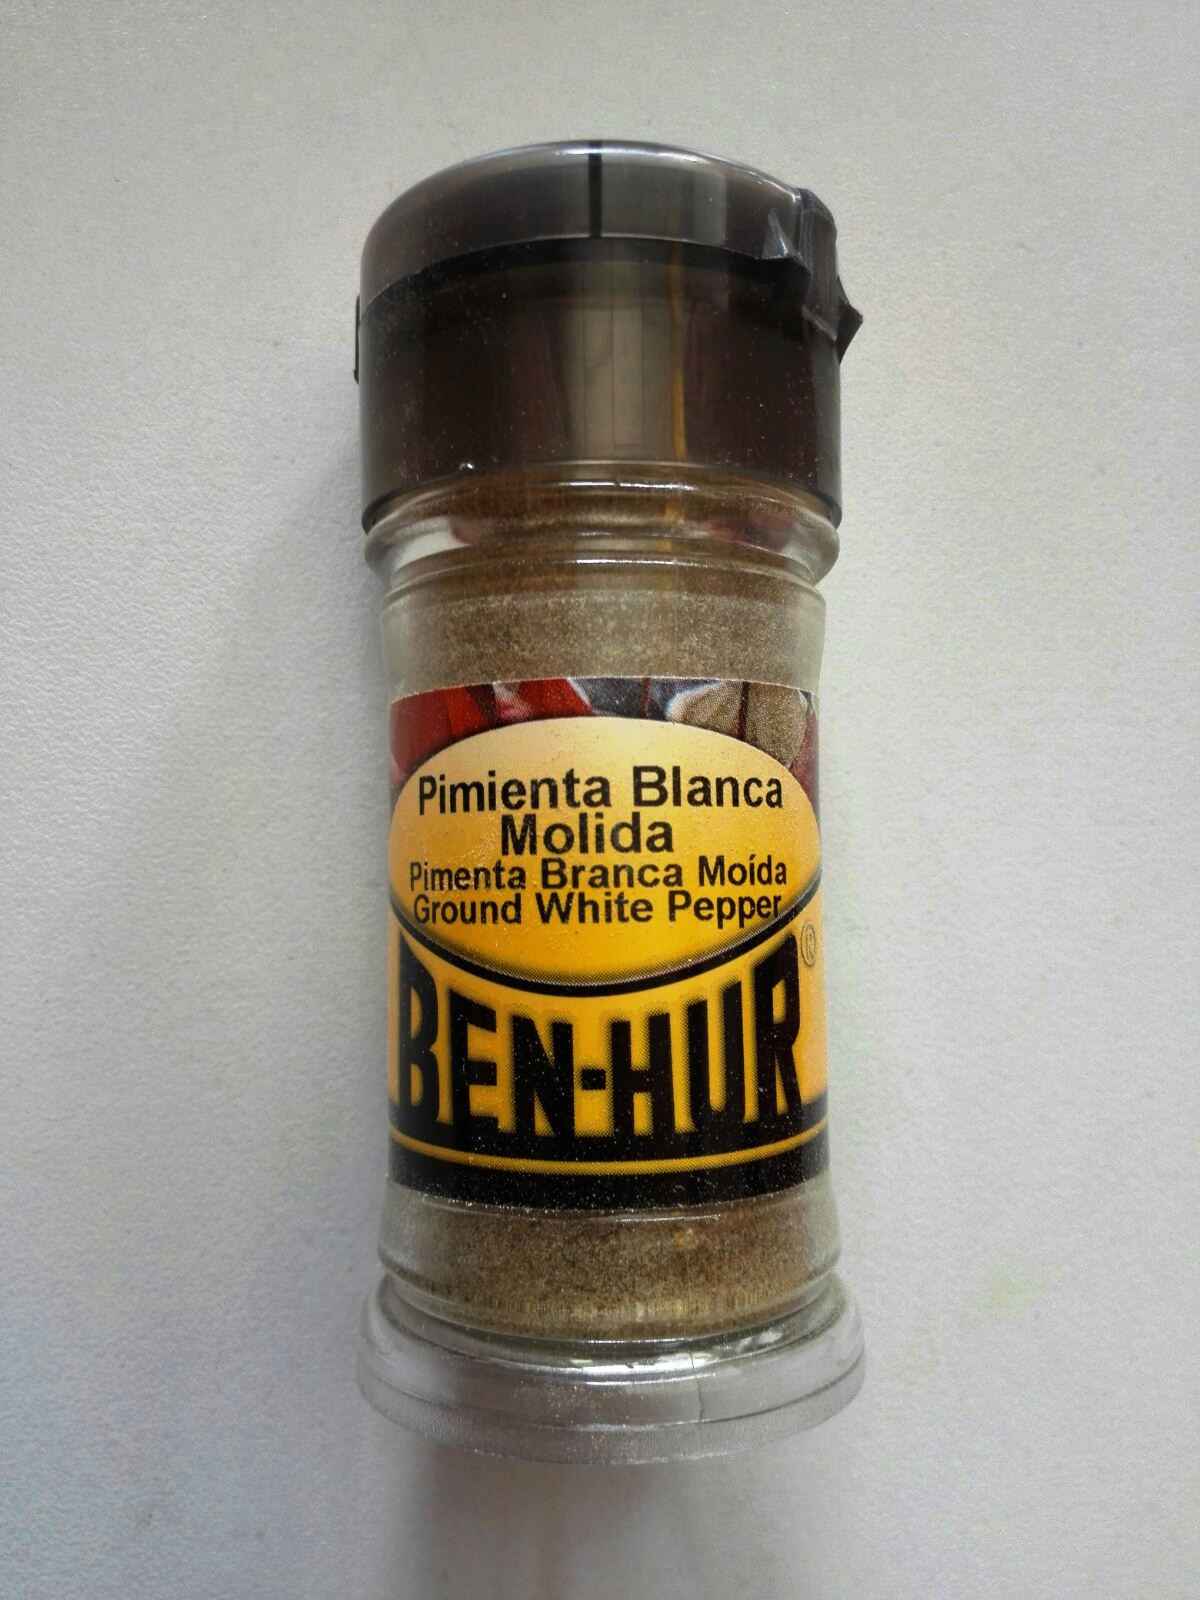 Pimienta Blanca
Molida
Pimenta Branca Moída
Ground White Pepper
BEN-HUR®